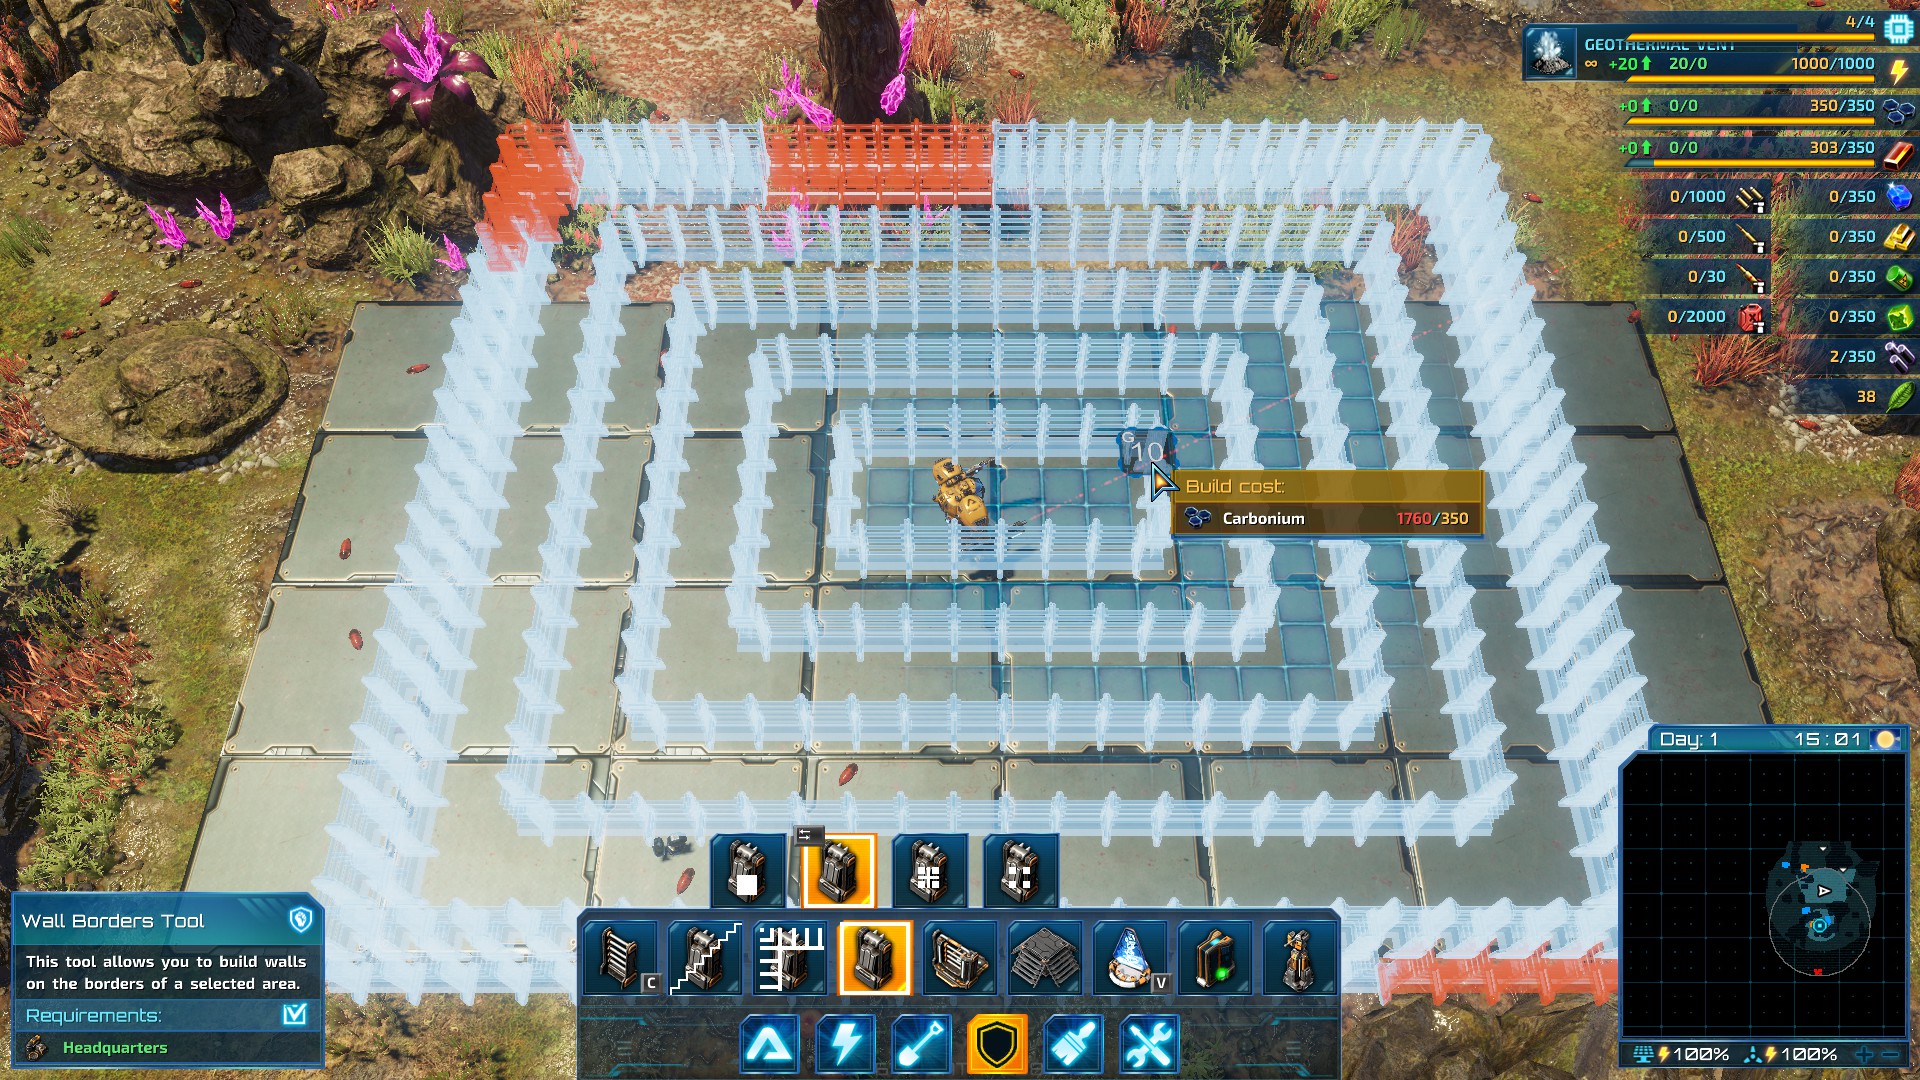 4/4
GEOTHERMAL VENT
∞ +20 20/0 1000/1000
+0 0/0 350/350
+0 0/0 303/350
0/1000 0/350
0/500 0/350
0/30 0/350
0/2000 0/350
2/350
38
G
10
Build cost:
Carbonium 1760/350
Day: 1 15:01
Wall Borders Tool
This tool allows you to build walls
on the borders of a selected area.
Requirements:
Headquarters
C
V
100% 100%